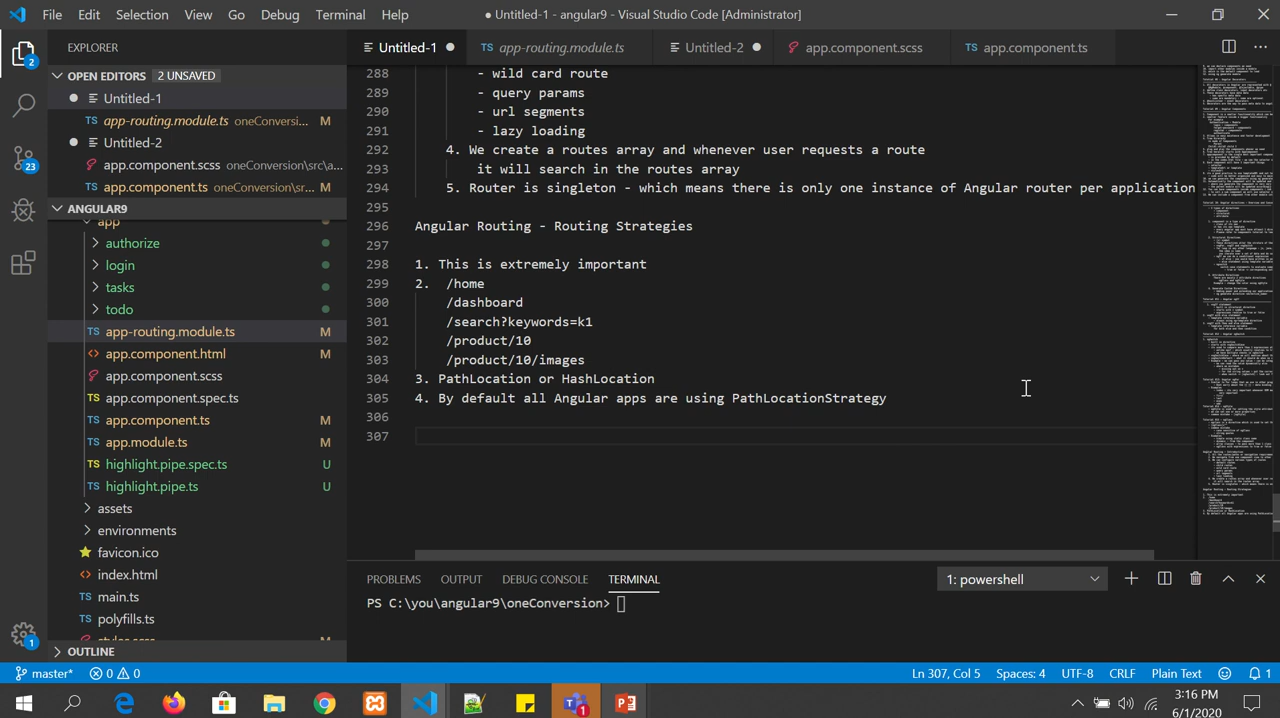 File Edit Selection View Go Debug Terminal Help
● Untitled-1 - angular9 - Visual Studio Code [Administrator]
EXPLORER
Untitled-1 app-routing.module.ts Untitled-2 app.component.scss app.component.ts
OPEN EDITORS 2 UNSAVED
Untitled-1
app-routing.module.ts oneConversi... M
Untitled-2
app.component.scss oneConversion\src\a...
app.component.ts oneConversion\sr... M
ANGULAR9
app
authorize
login
tasks
todo
app-routing.module.ts M
app.component.html M
app.component.scss M
app.component.spec.ts
app.component.ts M
app.module.ts M
highlight.pipe.spec.ts U
highlight.pipe.ts U
assets
environments
favicon.ico
index.html
main.ts
polyfills.ts
styles.scss M
OUTLINE
288 - wild card route
289 - query params
290 - url segments
291 - lazy loading
292 4. We create a routes array and whenever user requests a route
293 it will search in the router array
294 5. Router is singleton - which means there is only one instance if Angular router per application
295
296 Angular Routing - Routing Strategies
297
298 1. This is extremely important
299 2. /home
300 /dashboard
301 /search?keywords=k1
302 /product/10
303 /product/10/images
304 3. PathLocation or HashLocation
305 4. By default all Angular apps are using PathLocationStrategy
306
307
PROBLEMS OUTPUT DEBUG CONSOLE TERMINAL
1: powershell
PS C:\you\angular9\oneConversion>
master* 0 0
Ln 307, Col 5 Spaces: 4 UTF-8 CRLF Plain Text 1
3:16 PM
6/1/2020